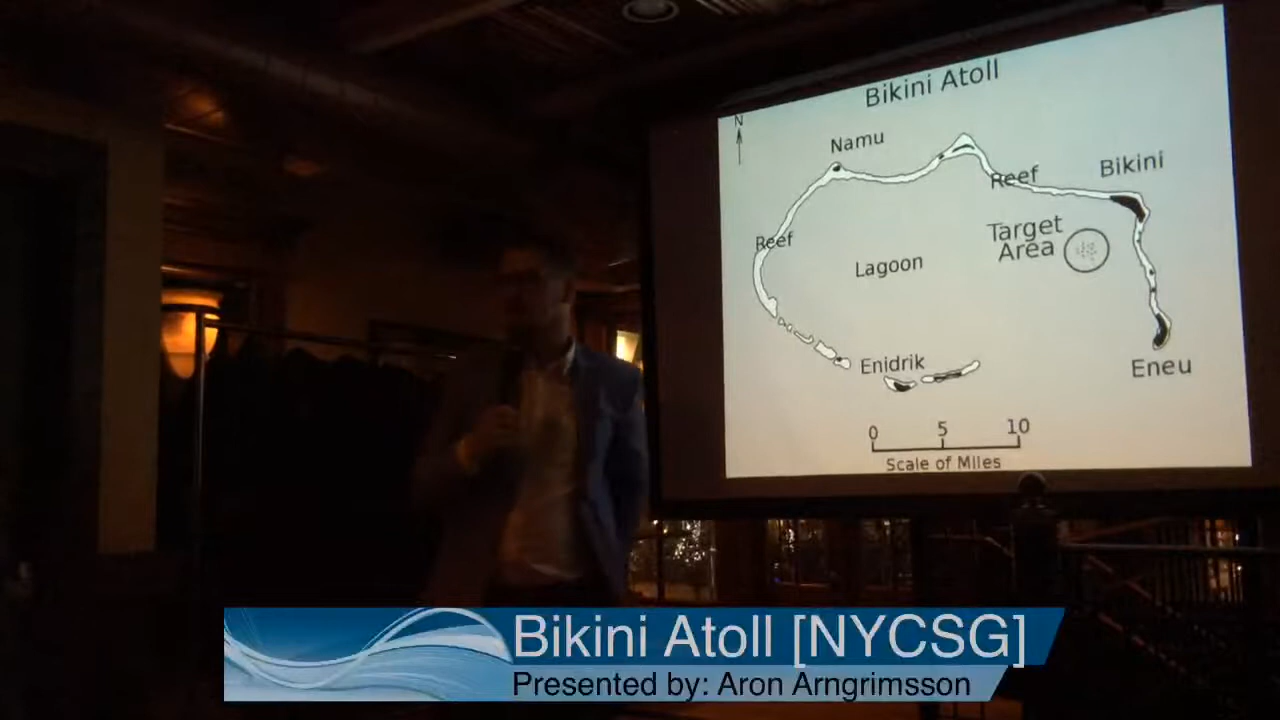 Bikini Atoll
N
Namu
Reef
Bikini
Reef
Target
Area
Lagoon
Enidrik
Eneu
0 5 10
Scale of Miles
Bikini Atoll [NYCSG]
Presented by: Aron Arngrimsson